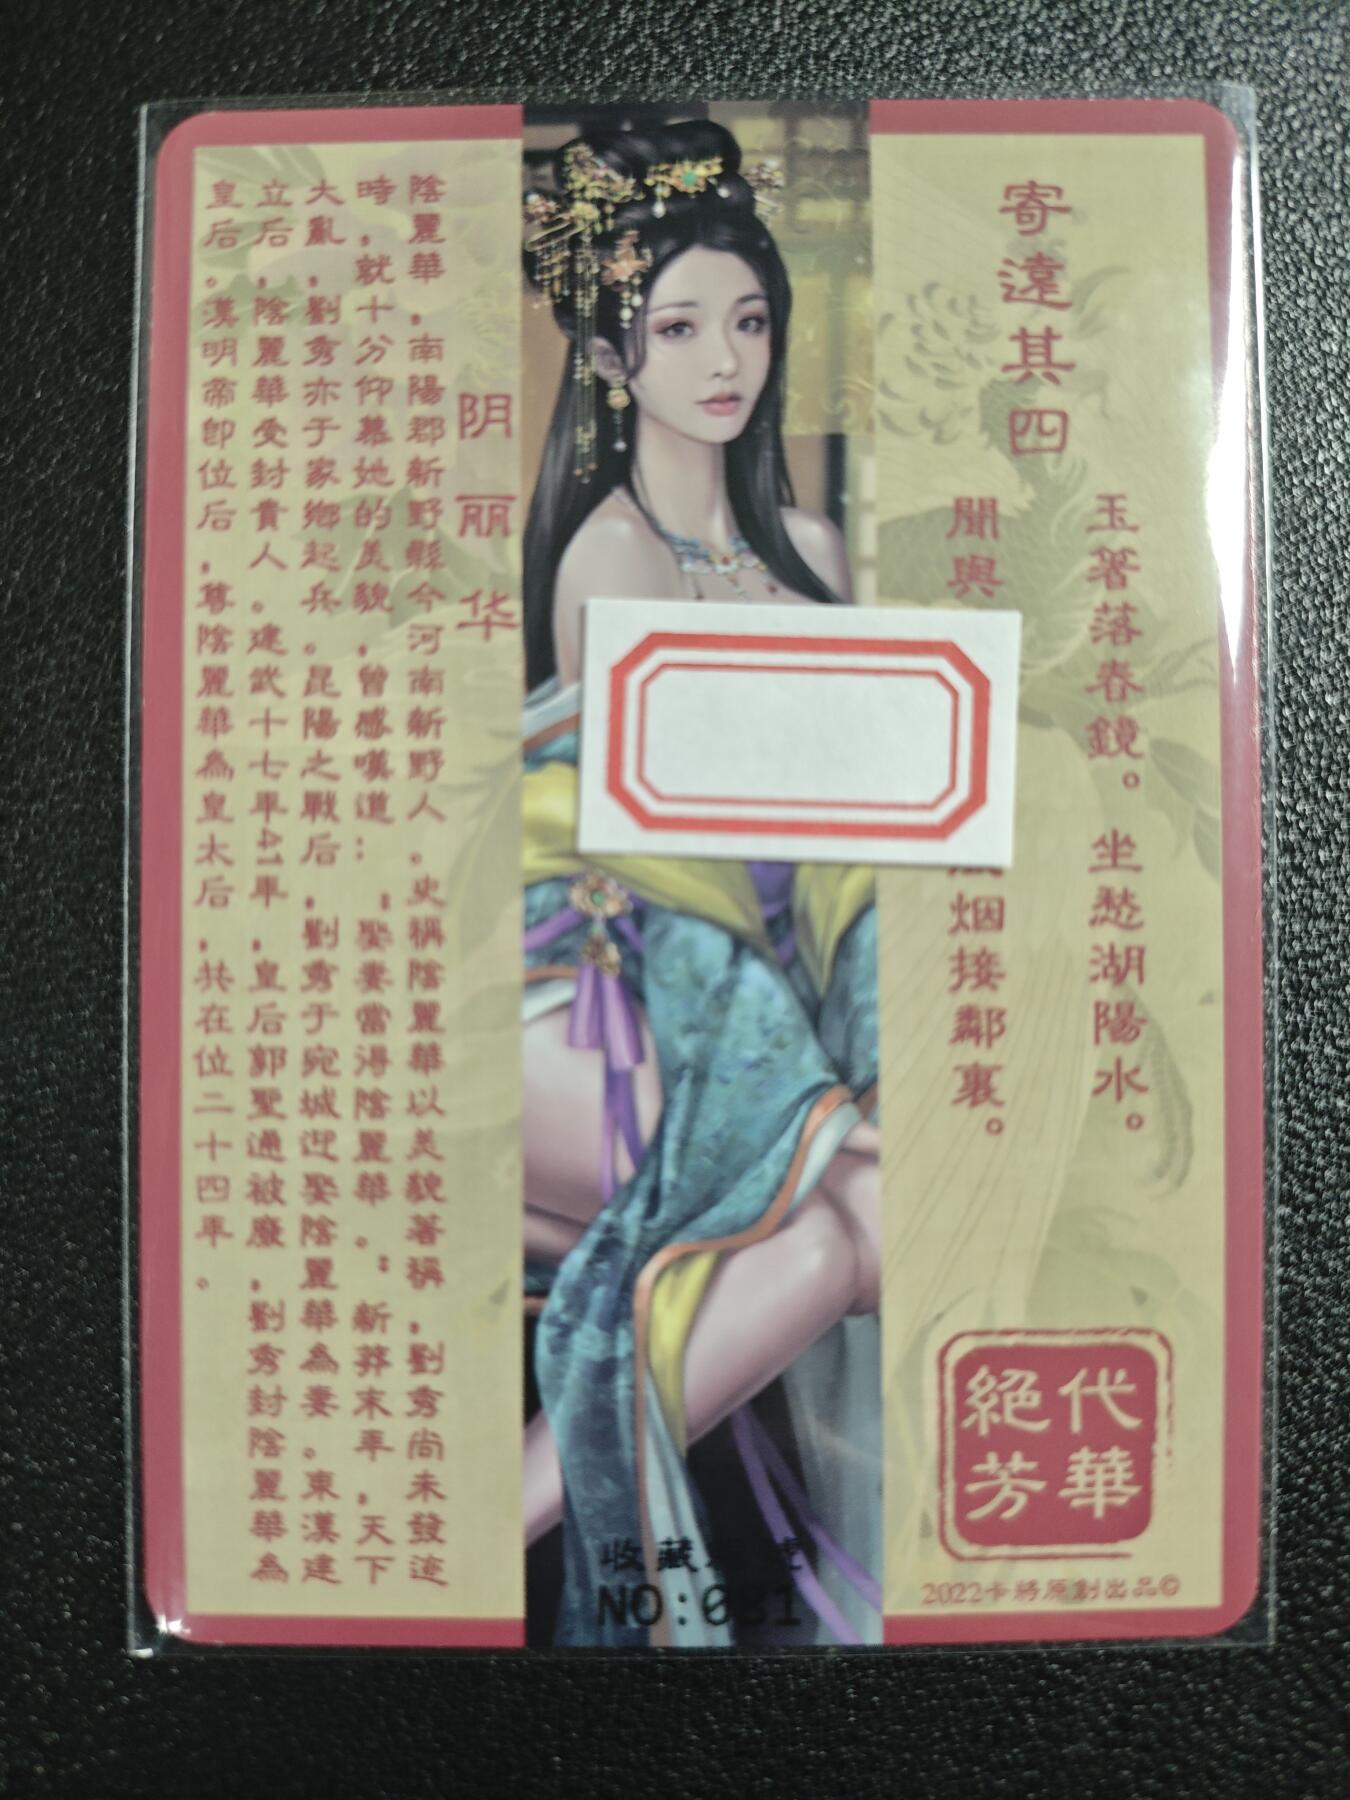 寄遠其四
玉箸落春鏡。坐愁湖陽水。
聞與
烟接鄰裏。
代華
絕芳
2022卡將原創出品©
阴丽华
陰麗華，南陽郡新野縣今河南新野人。史稱陰麗華以美貌著稱，劉秀尚未發迹
時，就十分仰慕她的美貌，曾感嘆道：：娶妻當得陰麗華。：新莽末年，天下
大亂，劉秀亦于家鄉起兵。昆陽之戰后，劉秀于宛城迎娶陰麗華為妻。東漢建
立后，陰麗華受封貴人。建武十七年41年，皇后郭聖通被廢，劉秀封陰麗華為
皇后。漢明帝卽位后，尊陰麗華為皇太后，共在位二十四年。
收藏
NO:031